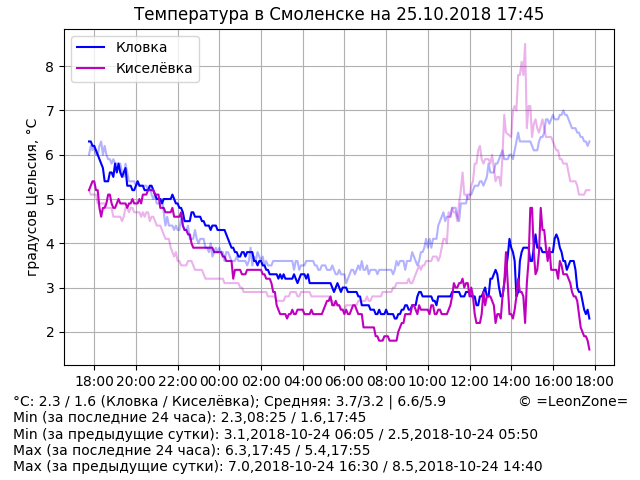 Температура в Смоленске на 25.10.2018 17:45
Кловка
Киселёвка
градусов Цельсия, °C
8
7
6
5
4
3
2
18:00 20:00 22:00 00:00 02:00 04:00 06:00 08:00 10:00 12:00 14:00 16:00 18:00
°C: 2.3 / 1.6 (Кловка / Киселёвка); Средняя: 3.7/3.2 | 6.6/5.9 © =LeonZone=
Min (за последние 24 часа): 2.3,08:25 / 1.6,17:45
Min (за предыдущие сутки): 3.1,2018-10-24 06:05 / 2.5,2018-10-24 05:50
Max (за последние 24 часа): 6.3,17:45 / 5.4,17:55
Max (за предыдущие сутки): 7.0,2018-10-24 16:30 / 8.5,2018-10-24 14:40